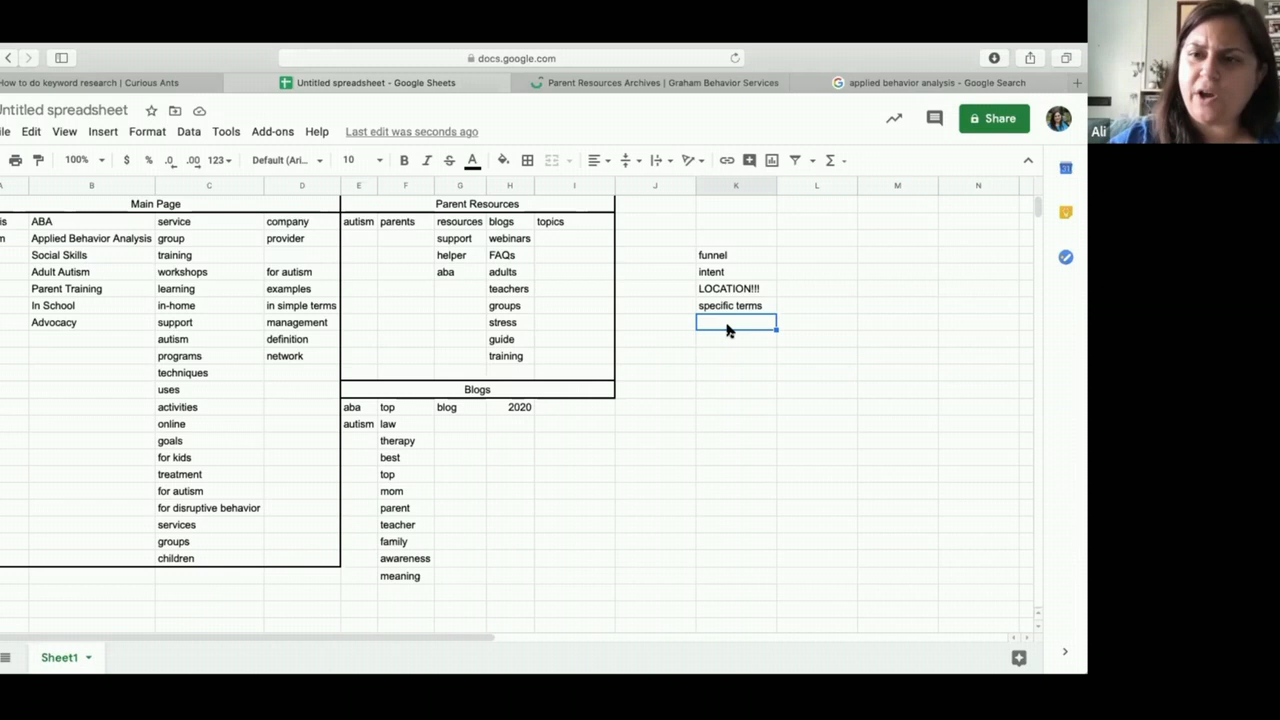 docs.google.com
How to do keyword research | Curious Ants
Untitled spreadsheet - Google Sheets
Parent Resources Archives | Graham Behavior Services
applied behavior analysis - Google Search
Untitled spreadsheet
Edit View Insert Format Data Tools Add-ons Help Last edit was seconds ago
Share
Ali
100% $ % .0 .00 123 Default (Ari... 10 B I S A
B C D E F G H I J K L M N
Main Page Parent Resources
ABA service company autism parents resources blogs topics
Applied Behavior Analysis group provider support webinars
Social Skills training helper FAQs funnel
Adult Autism workshops for autism aba adults intent
Parent Training learning examples teachers LOCATION!!!
In School in-home in simple terms groups specific terms
Advocacy support management stress
autism definition guide
programs network training
techniques
uses Blogs
activities aba top blog 2020
online autism law
goals therapy
for kids best
treatment top
for autism mom
for disruptive behavior parent
services teacher
groups family
children awareness
meaning
Sheet1